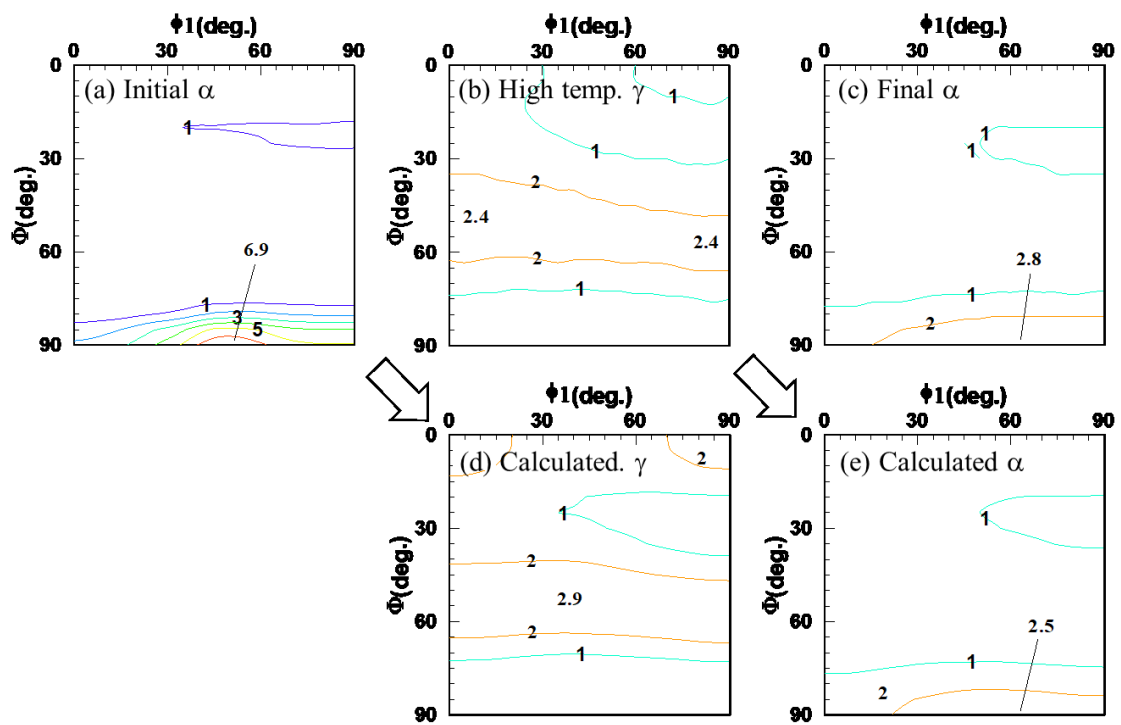 ϕ1(deg.)
0 30 60 90
0
30
60
90
Φ(deg.)
(a) Initial α
1
6.9
1
3
5
ϕ1(deg.)
0 30 60 90
0
30
60
90
Φ(deg.)
(b) High temp. γ
1
1
2
2.4
2.4
2
1
ϕ1(deg.)
0 30 60 90
0
30
60
90
Φ(deg.)
(c) Final α
1
1
2.8
1
2
ϕ1(deg.)
0 30 60 90
0
30
60
90
Φ(deg.)
(d) Calculated. γ
2
1
2
2.9
2
1
ϕ1(deg.)
0 30 60 90
0
30
60
90
Φ(deg.)
(e) Calculated α
1
2.5
1
2